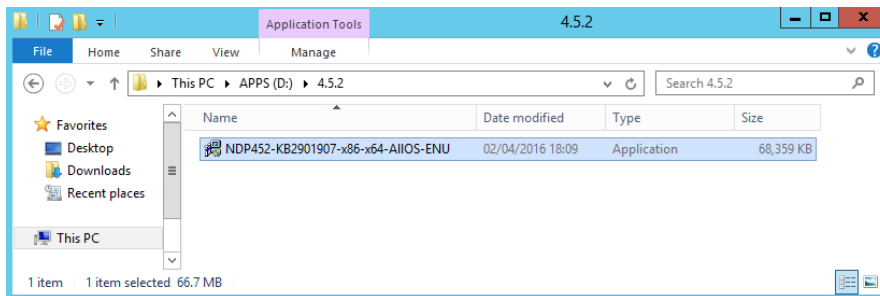 Application Tools
4.5.2
File Home Share View Manage
This PC APPS (D:) 4.5.2 Search 4.5.2
Name Date modified Type Size
Favorites
NDP452-KB2901907-x86-x64-AllOS-ENU 02/04/2016 18:09 Application 68,359 KB
Desktop
Downloads
Recent places
This PC
1 item 1 item selected 66.7 MB